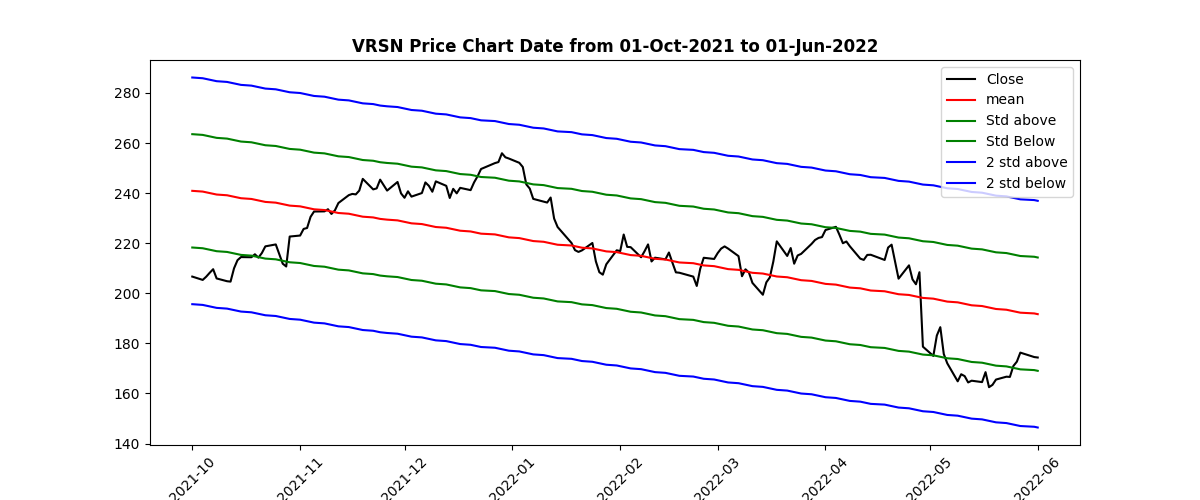 VRSN Price Chart Date from 01-Oct-2021 to 01-Jun-2022
Close
mean
Std above
Std Below
2 std above
2 std below
280
260
240
220
200
180
160
140
2021-10
2021-11
2021-12
2022-01
2022-02
2022-03
2022-04
2022-05
2022-06